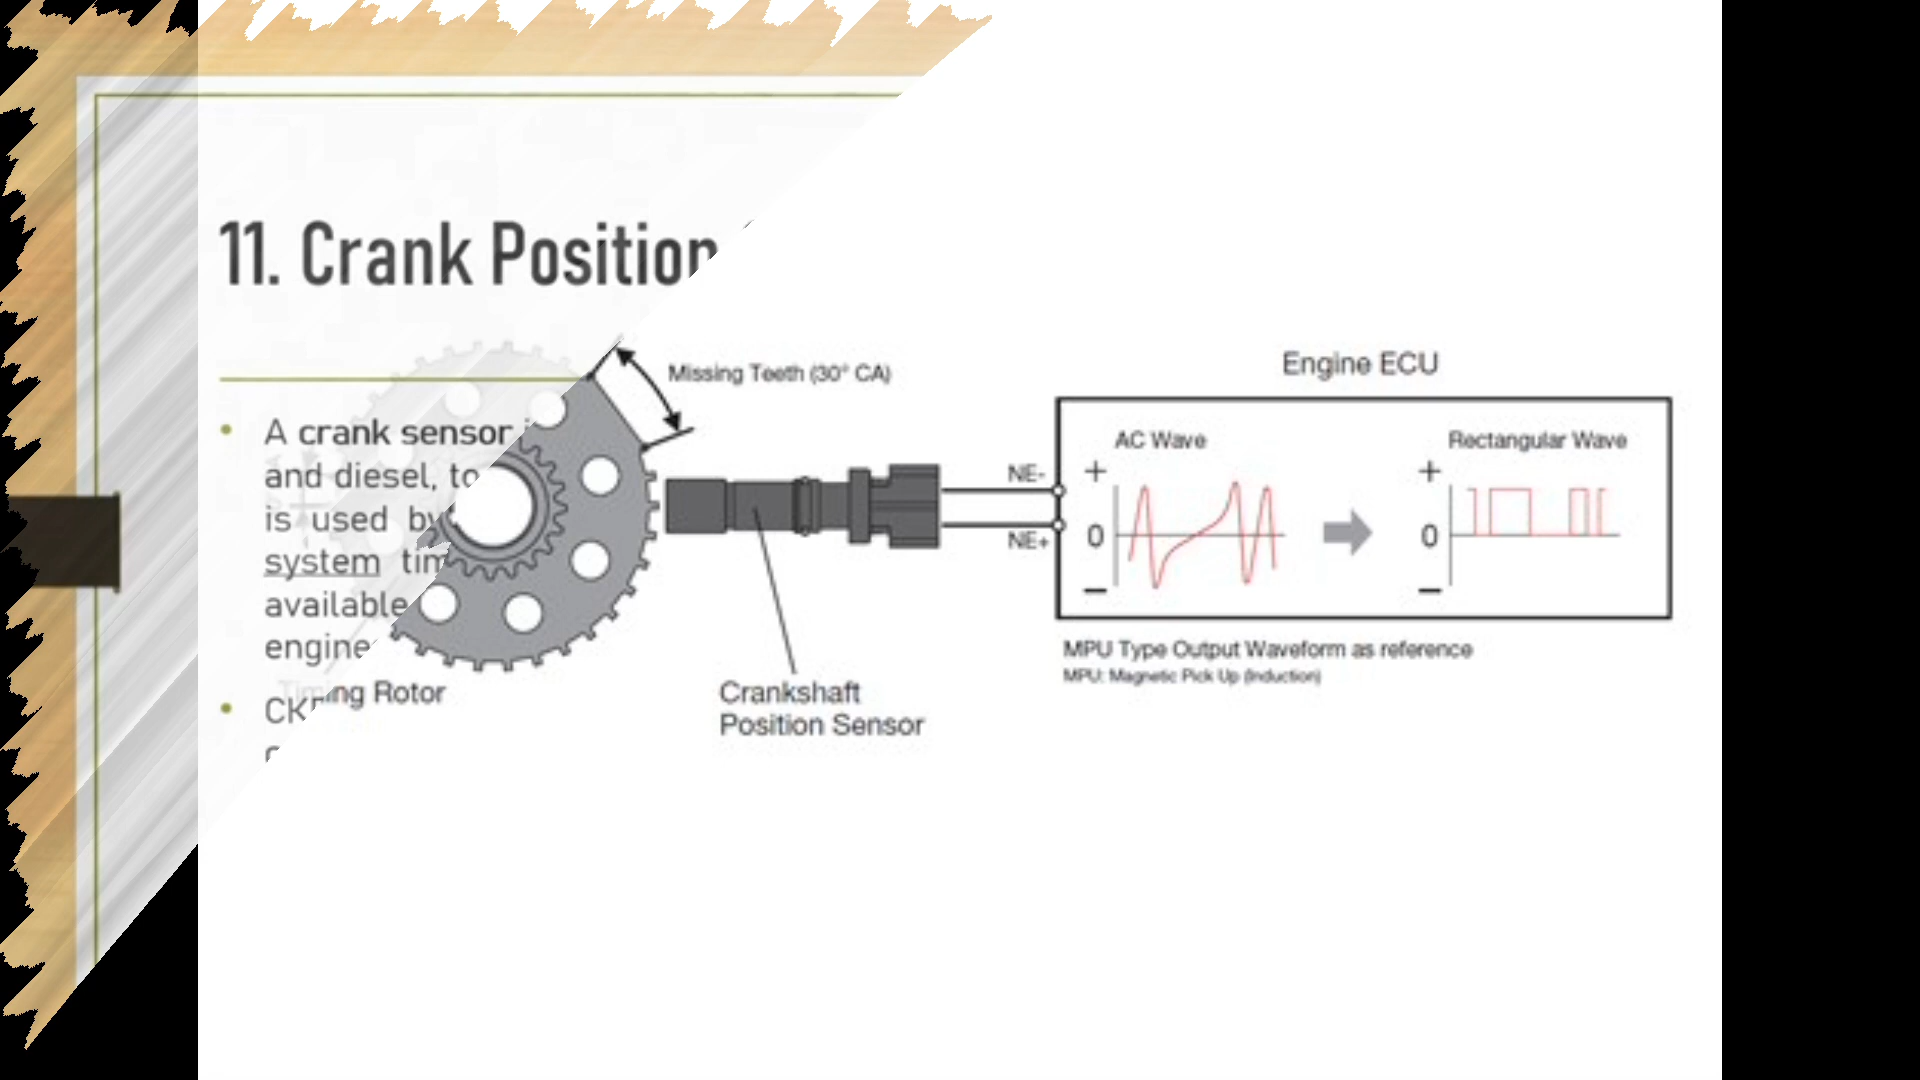 11. Crank Position
A crank sensor
and diesel, to
is used by
system tim
available
engine
CK
Missing Teeth (30° CA)
Timing Rotor
Crankshaft
Position Sensor
Engine ECU
AC Wave
Rectangular Wave
NE-
NE+
+
0
−
+
0
−
MPU Type Output Waveform as reference
MPU: Magnetic Pick Up (Induction)